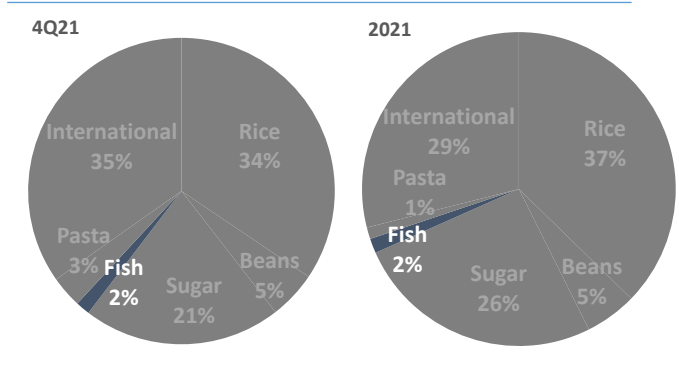 4Q21
International
35%
Rice
34%
Pasta
3%
Fish
2%
Sugar
21%
Beans
5%
2021
International
29%
Rice
37%
Pasta
1%
Fish
2%
Sugar
26%
Beans
5%